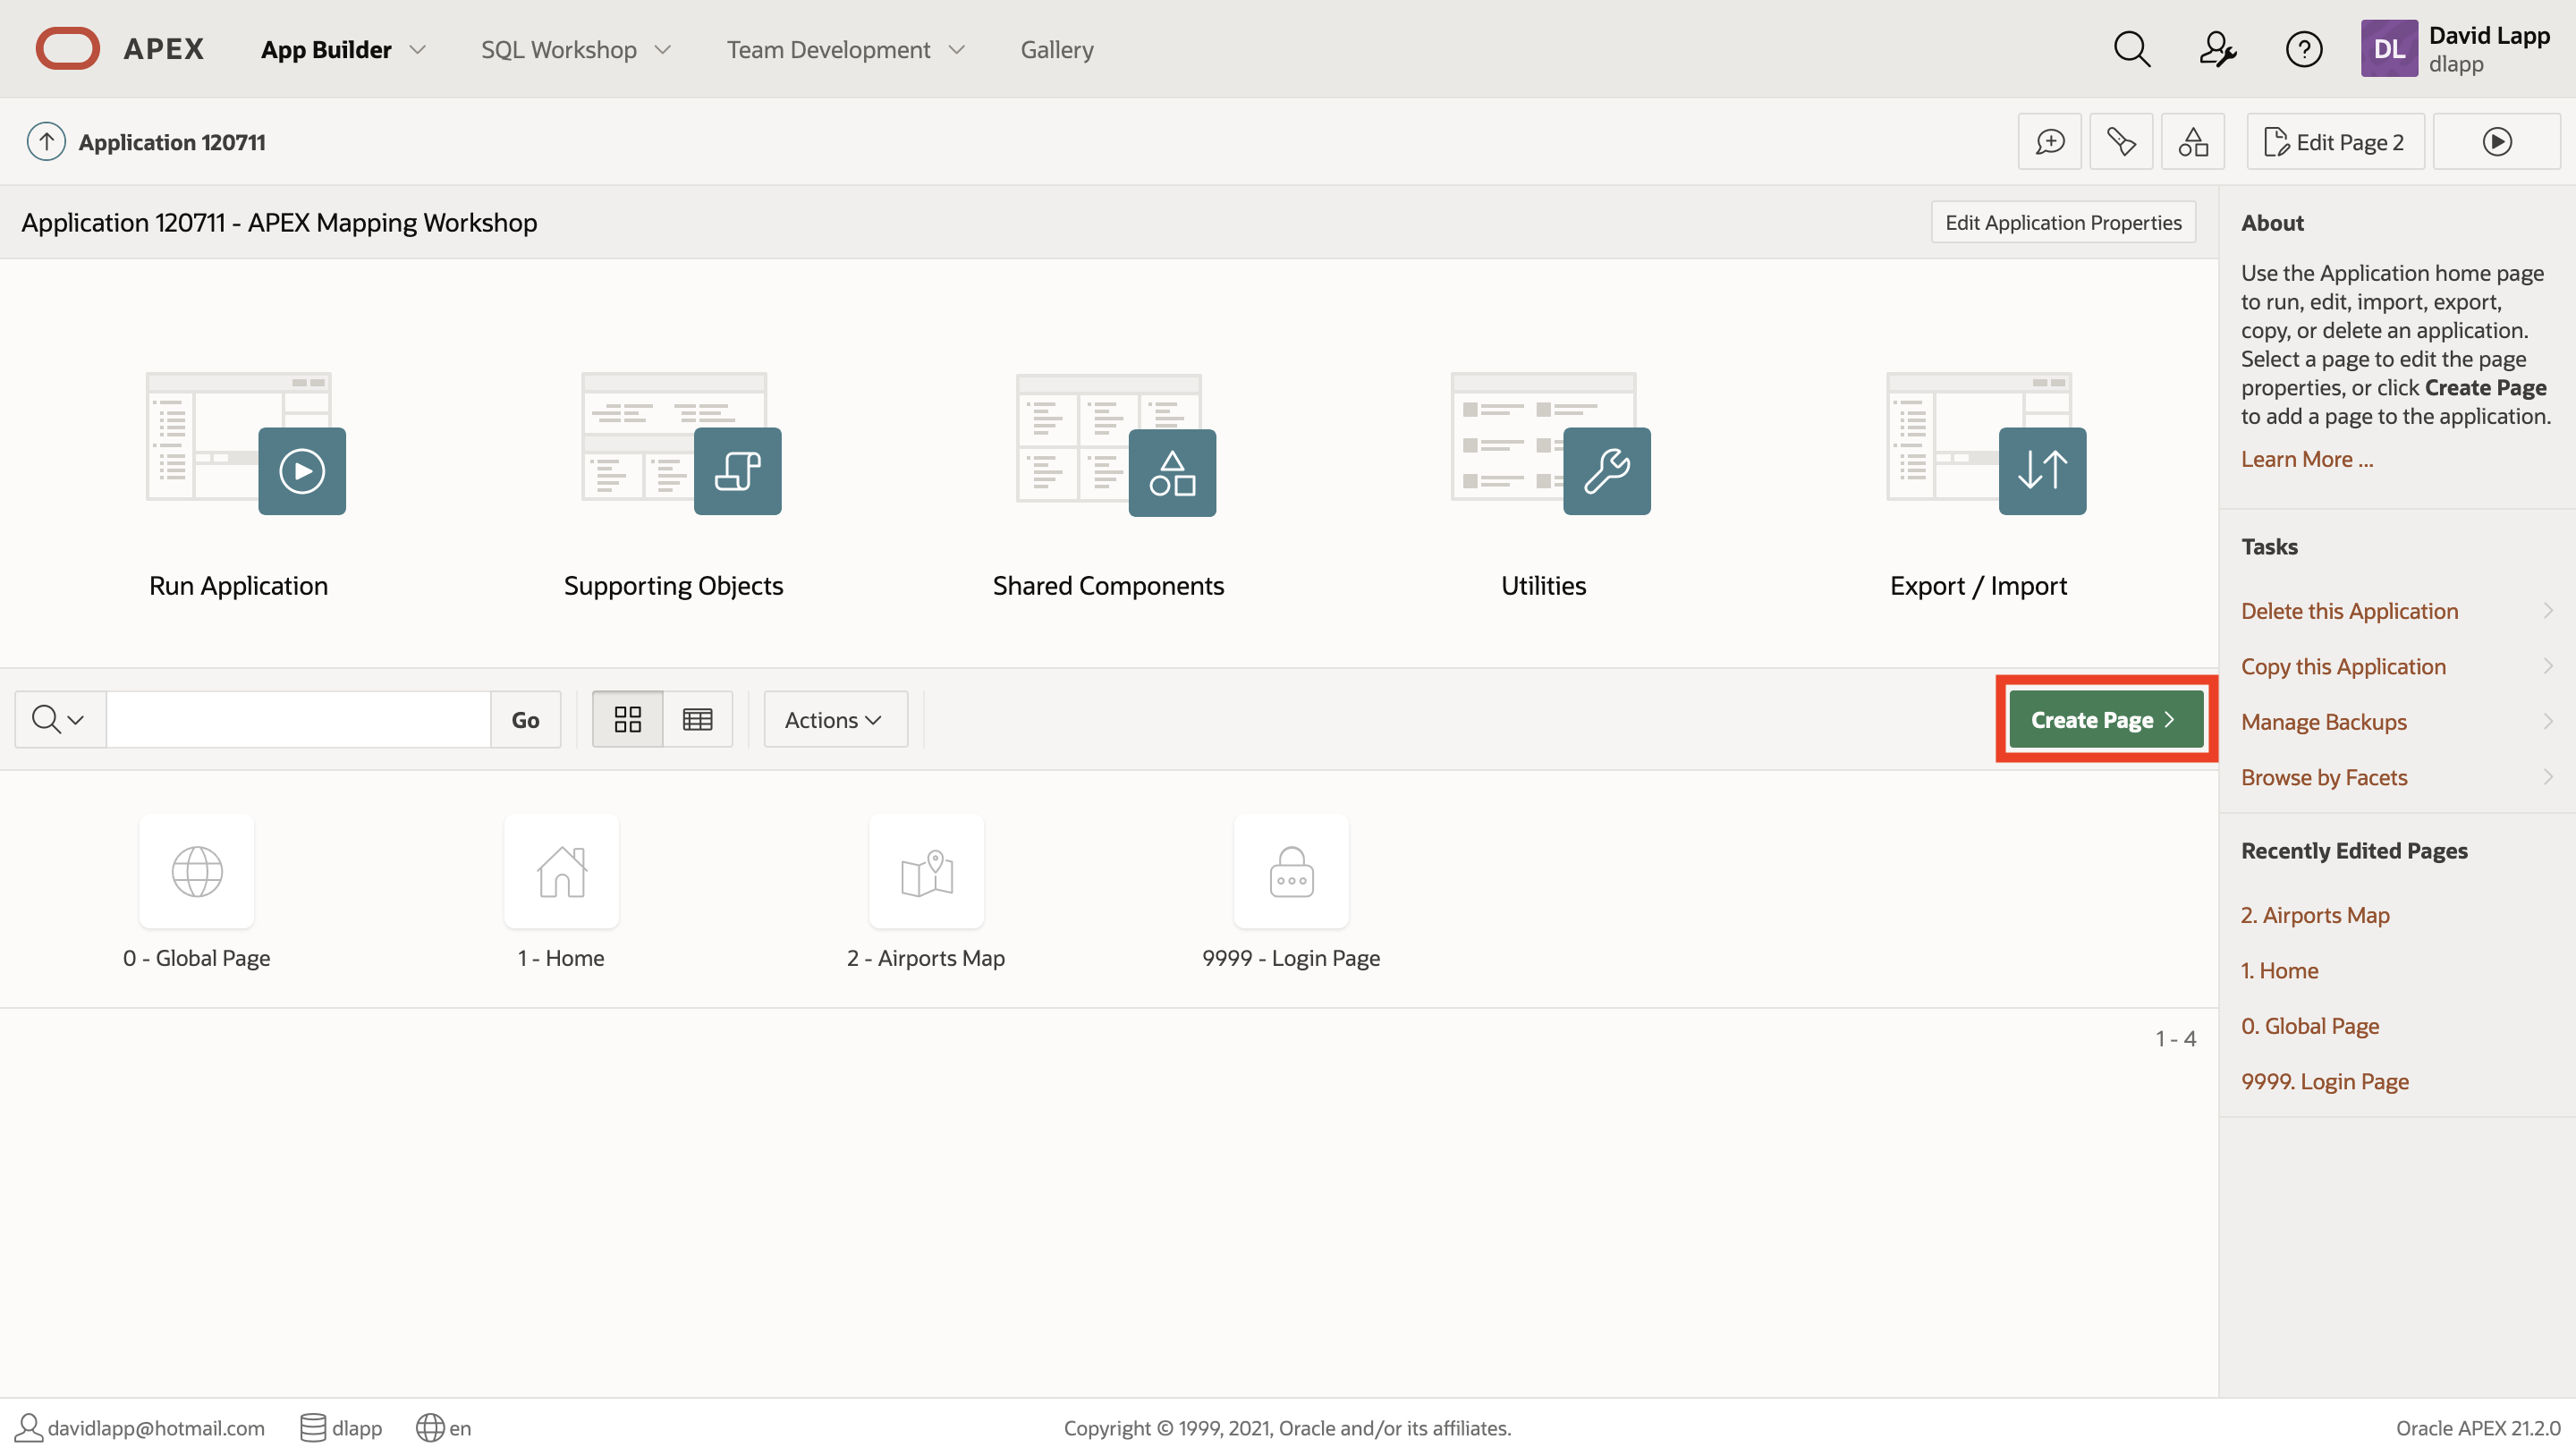 APEX App Builder SQL Workshop Team Development Gallery DL David Lapp
dlapp
Application 120711 Edit Page 2
Application 120711 - APEX Mapping Workshop Edit Application Properties
Run Application Supporting Objects Shared Components Utilities Export / Import
Go Actions Create Page
0 - Global Page 1 - Home 2 - Airports Map 9999 - Login Page
1 - 4
About
Use the Application home page
to run, edit, import, export,
copy, or delete an application.
Select a page to edit the page
properties, or click Create Page
to add a page to the application.
Learn More ...
Tasks
Delete this Application
Copy this Application
Manage Backups
Browse by Facets
Recently Edited Pages
2. Airports Map
1. Home
0. Global Page
9999. Login Page
davidlapp@hotmail.com dlapp en Copyright © 1999, 2021, Oracle and/or its affiliates. Oracle APEX 21.2.0